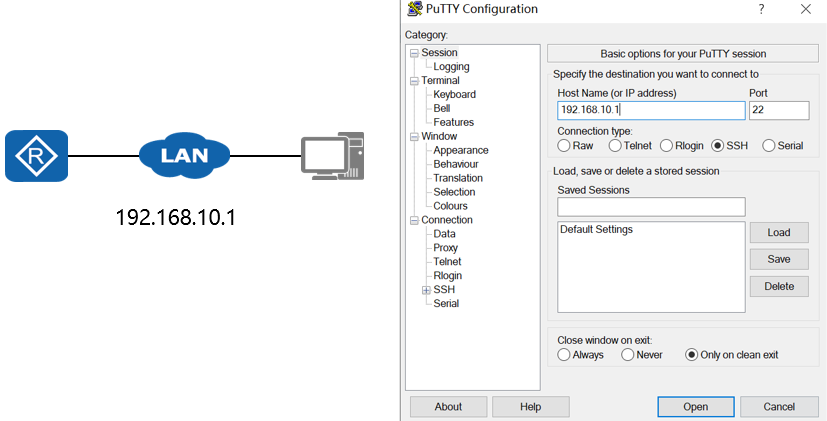 R
LAN
192.168.10.1
PuTTY Configuration
?
Category:
Session
Logging
Terminal
Keyboard
Bell
Features
Window
Appearance
Behaviour
Translation
Selection
Colours
Connection
Data
Proxy
Telnet
Rlogin
SSH
Serial
Basic options for your PuTTY session
Specify the destination you want to connect to
Host Name (or IP address) Port
192.168.10.1 22
Connection type:
Raw Telnet Rlogin SSH Serial
Load, save or delete a stored session
Saved Sessions
Default Settings
Load
Save
Delete
Close window on exit:
Always Never Only on clean exit
About Help Open Cancel